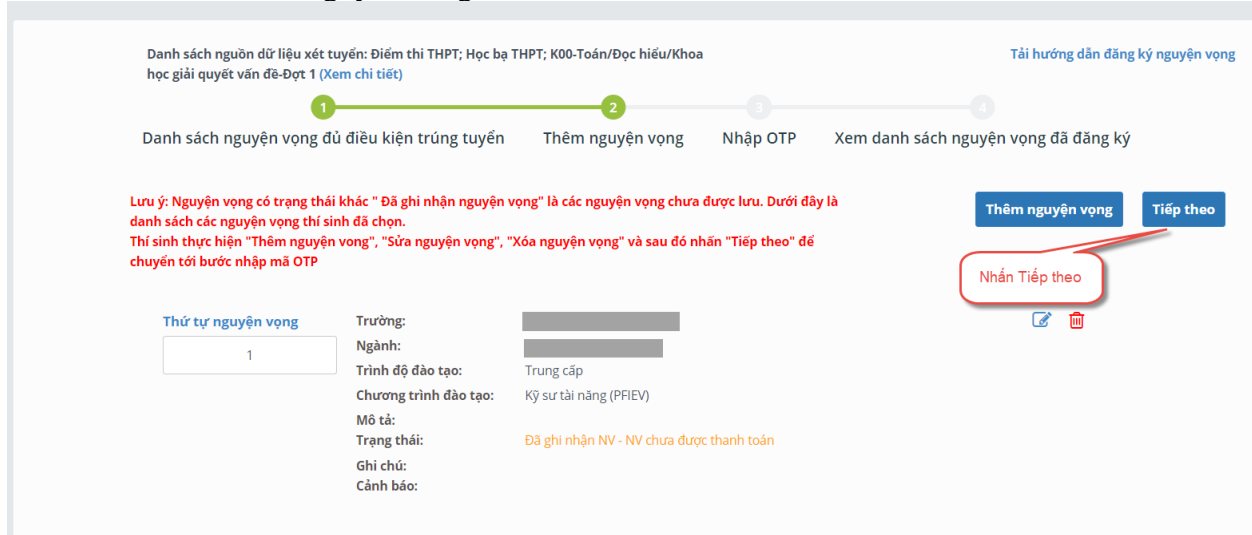 Danh sách nguồn dữ liệu xét tuyển: Điểm thi THPT; Học bạ THPT; K00-Toán/Đọc hiểu/Khoa
học giải quyết vấn đề-Đợt 1 (Xem chi tiết)
Tải hướng dẫn đăng ký nguyện vọng
1 2 3 4
Danh sách nguyện vọng đủ điều kiện trúng tuyển Thêm nguyện vọng Nhập OTP Xem danh sách nguyện vọng đã đăng ký
Lưu ý: Nguyện vọng có trạng thái khác " Đã ghi nhận nguyện vọng" là các nguyện vọng chưa được lưu. Dưới đây là
danh sách các nguyện vọng thí sinh đã chọn.
Thí sinh thực hiện "Thêm nguyện vong", "Sửa nguyện vọng", "Xóa nguyện vọng" và sau đó nhấn "Tiếp theo" để
chuyển tới bước nhập mã OTP
Thêm nguyện vọng Tiếp theo
Nhấn Tiếp theo
Thứ tự nguyện vọng
1
Trường:
Ngành:
Trình độ đào tạo: Trung cấp
Chương trình đào tạo: Kỹ sư tài năng (PFIEV)
Mô tả:
Trạng thái: Đã ghi nhận NV - NV chưa được thanh toán
Ghi chú:
Cảnh báo: